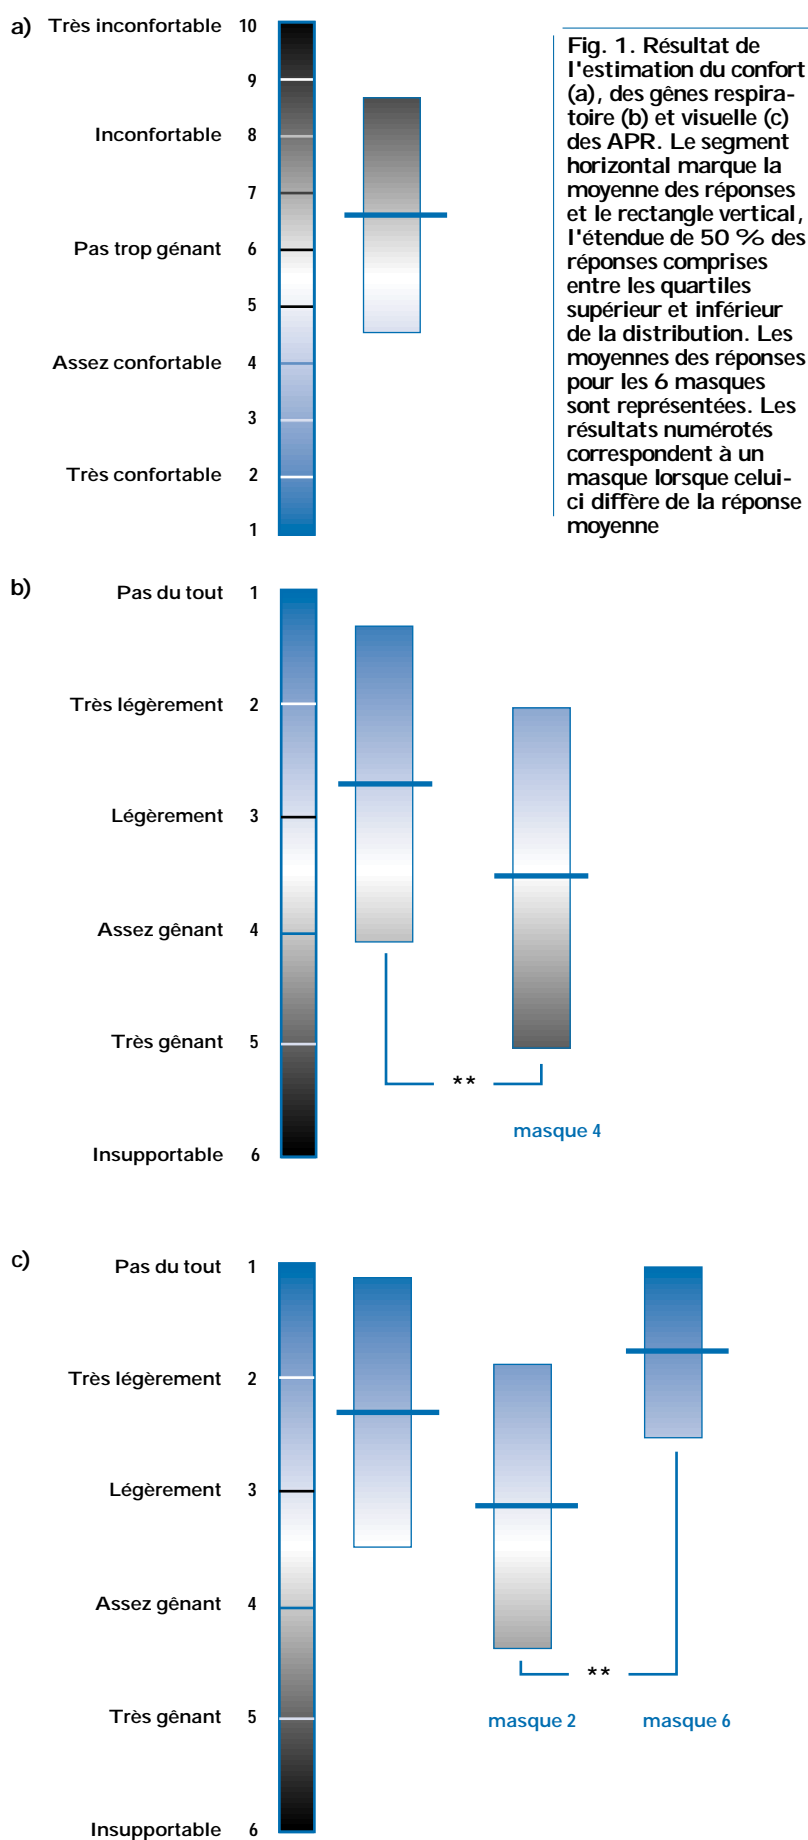 a)
Très inconfortable 10
9
Inconfortable 8
7
Pas trop génant 6
5
Assez confortable 4
3
Très confortable 2
1
Fig. 1. Résultat de
l'estimation du confort
(a), des gênes respira-
toire (b) et visuelle (c)
des APR. Le segment
horizontal marque la
moyenne des réponses
et le rectangle vertical,
l'étendue de 50 % des
réponses comprises
entre les quartiles
supérieur et inférieur
de la distribution. Les
moyennes des réponses
pour les 6 masques
sont représentées. Les
résultats numérotés
correspondent à un
masque lorsque celui-
ci diffère de la réponse
moyenne
b)
Pas du tout 1
Très légèrement 2
Légèrement 3
Assez gênant 4
Très gênant 5
Insupportable 6
**
masque 4
c)
Pas du tout 1
Très légèrement 2
Légèrement 3
Assez gênant 4
Très gênant 5
Insupportable 6
**
masque 2 masque 6